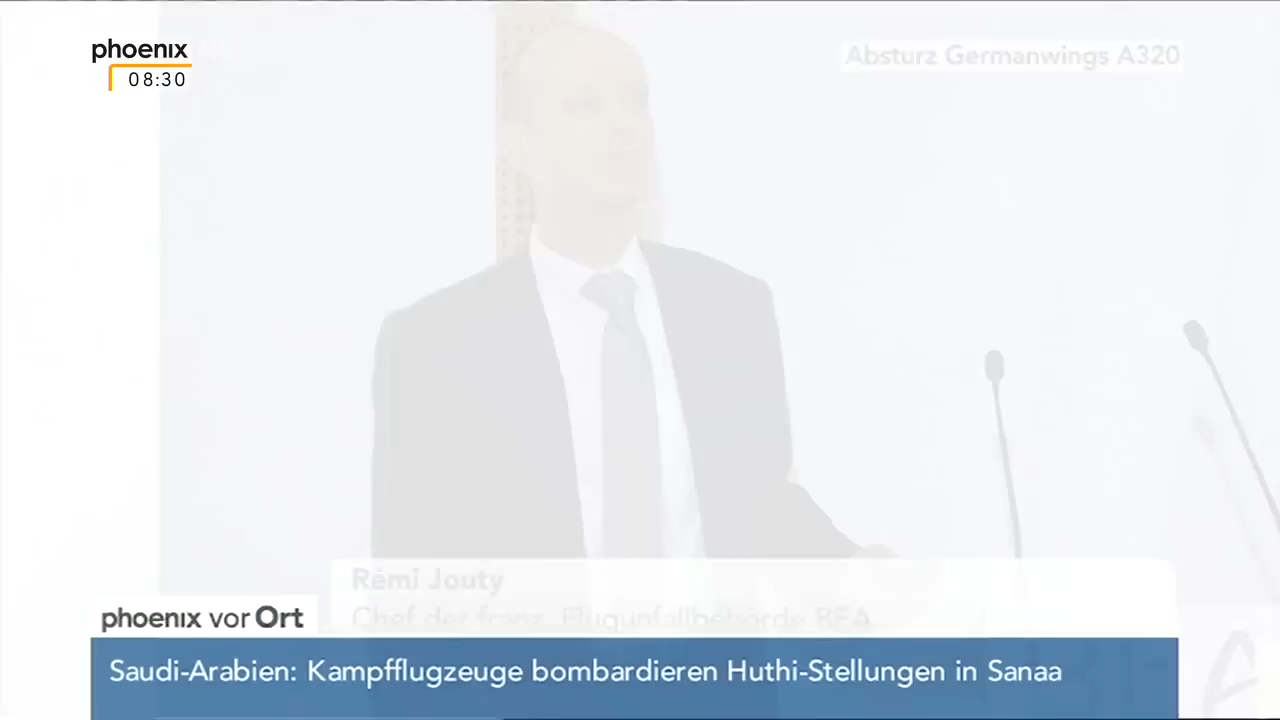 phoenix
08:30
Absturz Germanwings A320
Rémi Jouty
Chef der franz. Flugunfallbehörde BEA
phoenix vor Ort
Saudi-Arabien: Kampfflugzeuge bombardieren Huthi-Stellungen in Sanaa